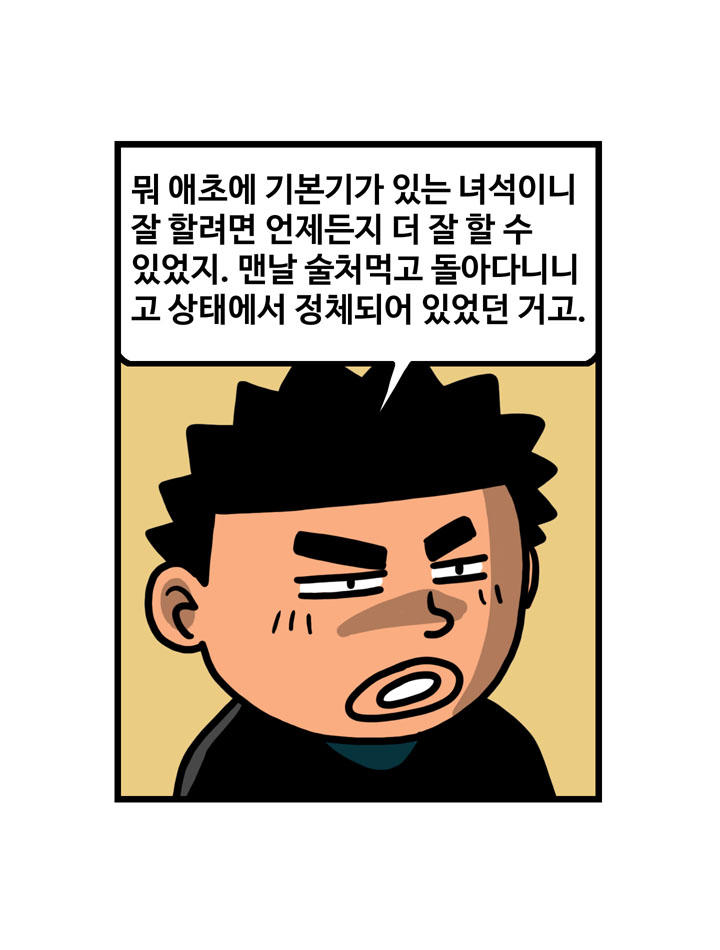 뭐 애초에 기본기가 있는 녀석이니
잘 할려면 언제든지 더 잘 할 수
있었지. 맨날 술처먹고 돌아다니니
고 상태에서 정체되어 있었던 거고.